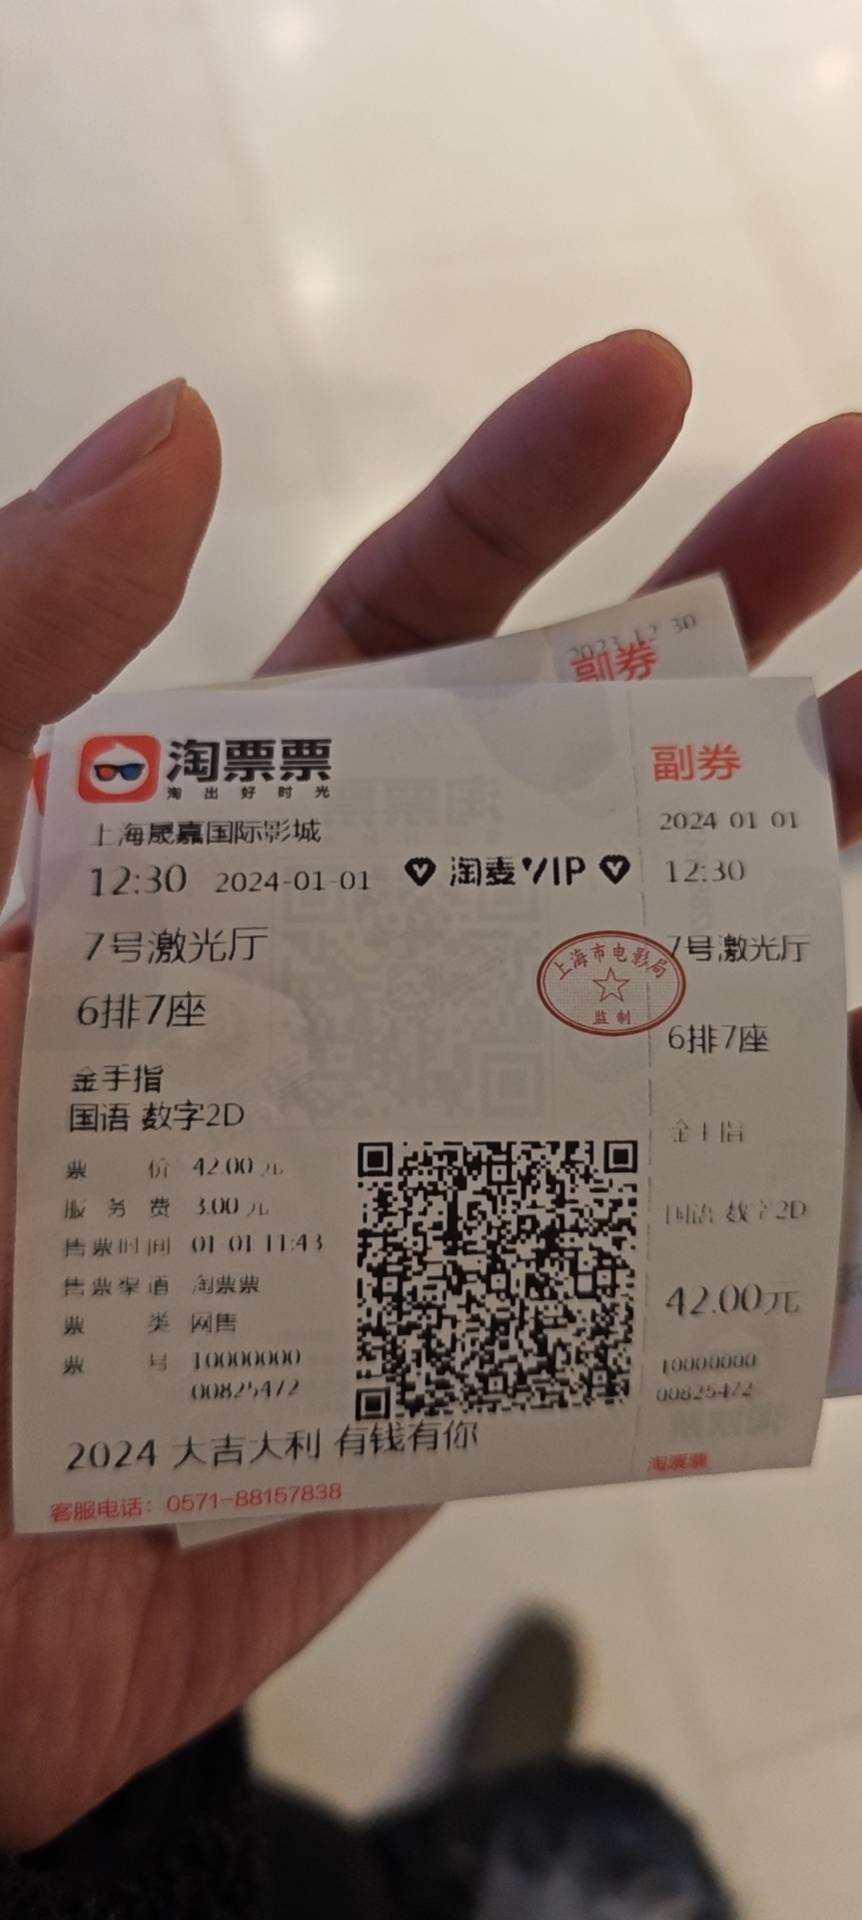 2023 12 30
副券
淘票票
淘出好时光
上海晟嘉国际影城
12:30 2024-01-01
淘麦VIP
7号激光厅
6排7座
上海市电影局
监制
金手指
国语 数字2D
票价 42.00元
服务费 3.00元
售票时间 01-01 11:43
售票渠道 淘票票
票类 网售
票号 10000000
00825472
2024 大吉大利 有钱有你
客服电话：0571-88157838
副券
2024 01 01
12:30
7号激光厅
6排7座
金手指
国语 数字2D
42.00元
10000000
00825472
淘票票